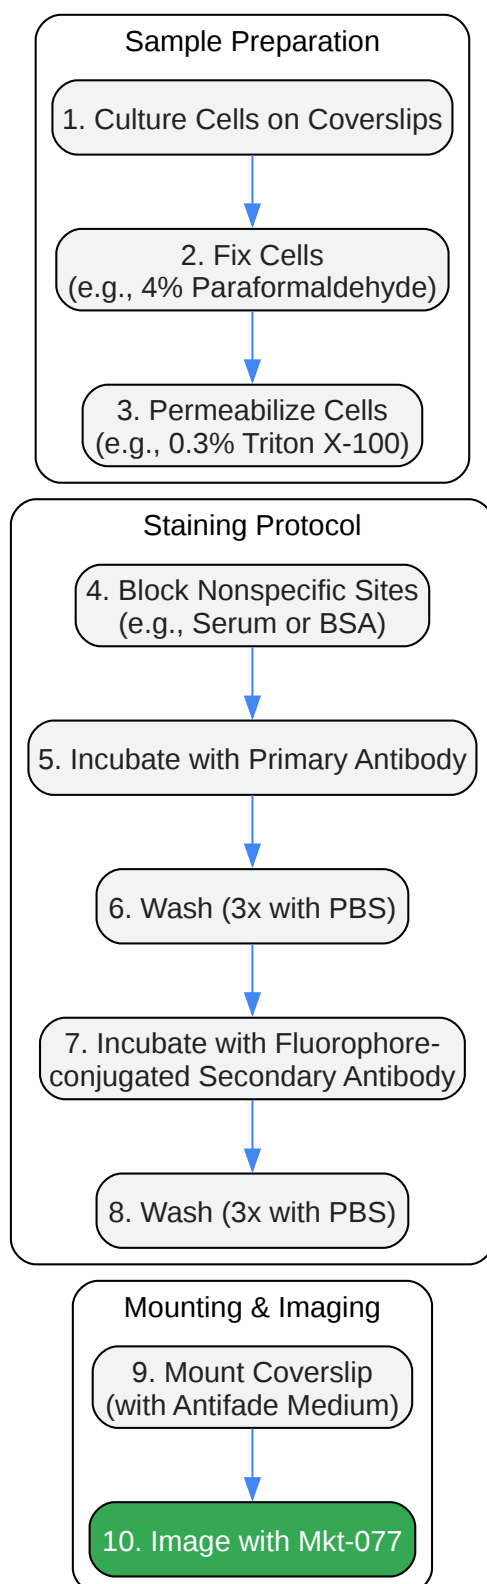 Sample Preparation
1. Culture Cells on Coverslips
2. Fix Cells
(e.g., 4% Paraformaldehyde)
3. Permeabilize Cells
(e.g., 0.3% Triton X-100)
Staining Protocol
4. Block Nonspecific Sites
(e.g., Serum or BSA)
5. Incubate with Primary Antibody
6. Wash (3x with PBS)
7. Incubate with Fluorophore-
conjugated Secondary Antibody
8. Wash (3x with PBS)
Mounting & Imaging
9. Mount Coverslip
(with Antifade Medium)
10. Image with Mkt-077